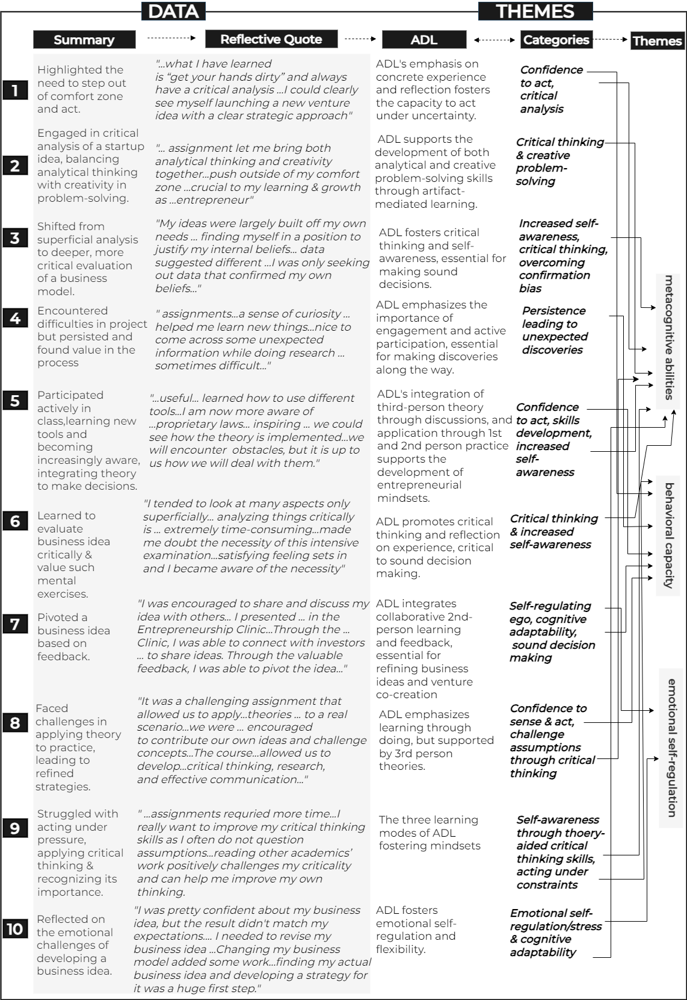 DATA
THEMES
Summary
Reflective Quote
ADL
Categories
Themes
1
Highlighted the
need to step out
of comfort zone
and act.
"...what I have learned
is “get your hands dirty” and always
have a critical analysis ...I could clearly
see myself launching a new venture
idea with a clear strategic approach"
ADL's emphasis on
concrete experience
and reflection fosters
the capacity to act
under uncertainty.
Confidence
to act,
critical
analysis
2
Engaged in critical
analysis of a startup
idea, balancing
analytical thinking
with creativity in
problem-solving.
"... assignment let me bring both
analytical thinking and creativity
together...push outside of my comfort
zone ...crucial to my learning & growth
as ...entrepreneur"
ADL supports the
development of both
analytical and creative
problem-solving skills
through artifact-
mediated learning.
Critical thinking
& creative
problem-
solving
3
Shifted from
superficial analysis
to deeper, more
critical evaluation
of a business
model.
"My ideas were largely built off my own
needs ... finding myself in a position to
justify my internal beliefs... data
suggested different ...I was only seeking
out data that confirmed my own
beliefs..."
ADL fosters critical
thinking and self-
awareness, essential for
making sound
decisions.
Increased self-
awareness,
critical thinking,
overcoming
confirmation
bias
4
Encountered
difficulties in project
but persisted and
found value in the
process
" assignments...a sense of curiosity ...
helped me learn new things...nice to
come across some unexpected
information while doing research ...
sometimes difficult..."
ADL emphasizes the
importance of
engagement and active
participation, essential
for making discoveries
along the way.
Persistence
leading to
unexpected
discoveries
5
Participated
actively in
class,learning new
tools and
becoming
increasingly aware,
integrating theory
to make decisions.
"...useful... learned how to use different
tools...I am now more aware of
...proprietary laws... inspiring ... we could
see how the theory is implemented...we
will encounter obstacles, but it is up to
us how we will deal with them."
ADL's integration of
third-person theory
through discussions, and
application through 1st
and 2nd person practice
supports the
development of
entrepreneurial
mindsets.
Confidence
to act, skills
development,
increased
self-
awareness
6
Learned to
evaluate
business idea
critically &
value such
mental
exercises.
"I tended to look at many aspects only
superficially... analyzing things critically
is ... extremely time-consuming...made
me doubt the necessity of this intensive
examination...satisfying feeling sets in
and I became aware of the necessity"
ADL promotes critical
thinking and reflection
on experience, critical
to sound decision
making.
Critical thinking
& increased
self-awareness
7
Pivoted a
business idea
based on
feedback.
"I was encouraged to share and discuss my
idea with others... I presented ... in the
Entrepreneurship Clinic...Through the ...
Clinic, I was able to connect with investors
... to share ideas. Through the valuable
feedback, I was able to pivot the idea..."
ADL integrates
collaborative 2nd-
person learning
and feedback,
essential for
refining business
ideas and venture
co-creation
Self-regulating
ego, cognitive
adaptability,
sound decision
making
8
Faced
challenges in
applying theory
to practice,
leading to
refined
strategies.
"It was a challenging assignment that
allowed us to apply...theories ... to a real
scenario...we were ... encouraged
to contribute our own ideas and challenge
concepts...The course...allowed us to
develop...critical thinking, research,
and effective communication..."
ADL emphasizes
learning through
doing, but supported
by 3rd person
theories.
Confidence to
sense & act,
challenge
assumptions
through critical
thinking
9
Struggled with
acting under
pressure,
applying critical
thinking &
recognizing its
importance.
" ...assignments requried more time...I
really want to improve my critical thinking
skills as I often do not question
assumptions...reading other academics’
work positively challenges my criticality
and can help me improve my own
thinking.
The three learning
modes of ADL
fostering mindsets
Self-awareness
through thoery-
aided critical
thinking skills,
acting under
constraints
10
Reflected on
the emotional
challenges of
developing a
business idea.
"I was pretty confident about my business
idea, but the result didn't match my
expectations.... I needed to revise my
business idea ...Changing my business
model added some work...finding my actual
business idea and developing a strategy for
it was a huge first step."
ADL fosters
emotional self-
regulation and
flexibility.
Emotional self-
regulation/stress
& cognitive
adaptability
metacognitive abilities
behavioral capacity
emotional self-regulation